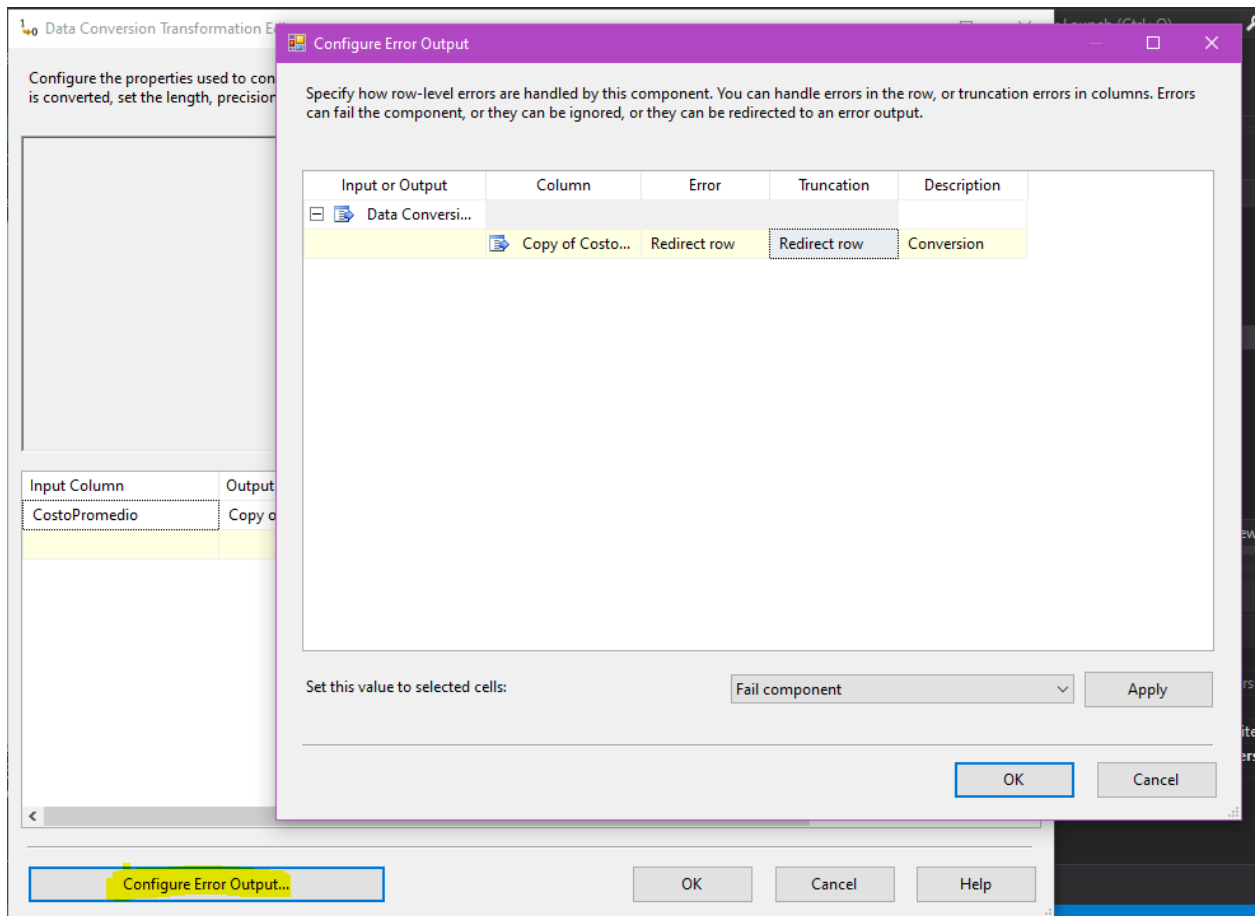 Data Conversion Transformation
Launch (Ctrl+Q)
Configure Error Output
Configure the properties used to con
is converted, set the length, precision
Specify how row-level errors are handled by this component. You can handle errors in the row, or truncation errors in columns. Errors
can fail the component, or they can be ignored, or they can be redirected to an error output.
Input or Output Column Error Truncation Description
Data Conversi...
Copy of Costo... Redirect row Redirect row Conversion
Input Column Output
CostoPromedio Copy o
Set this value to selected cells: Fail component Apply
OK Cancel
Configure Error Output... OK Cancel Help